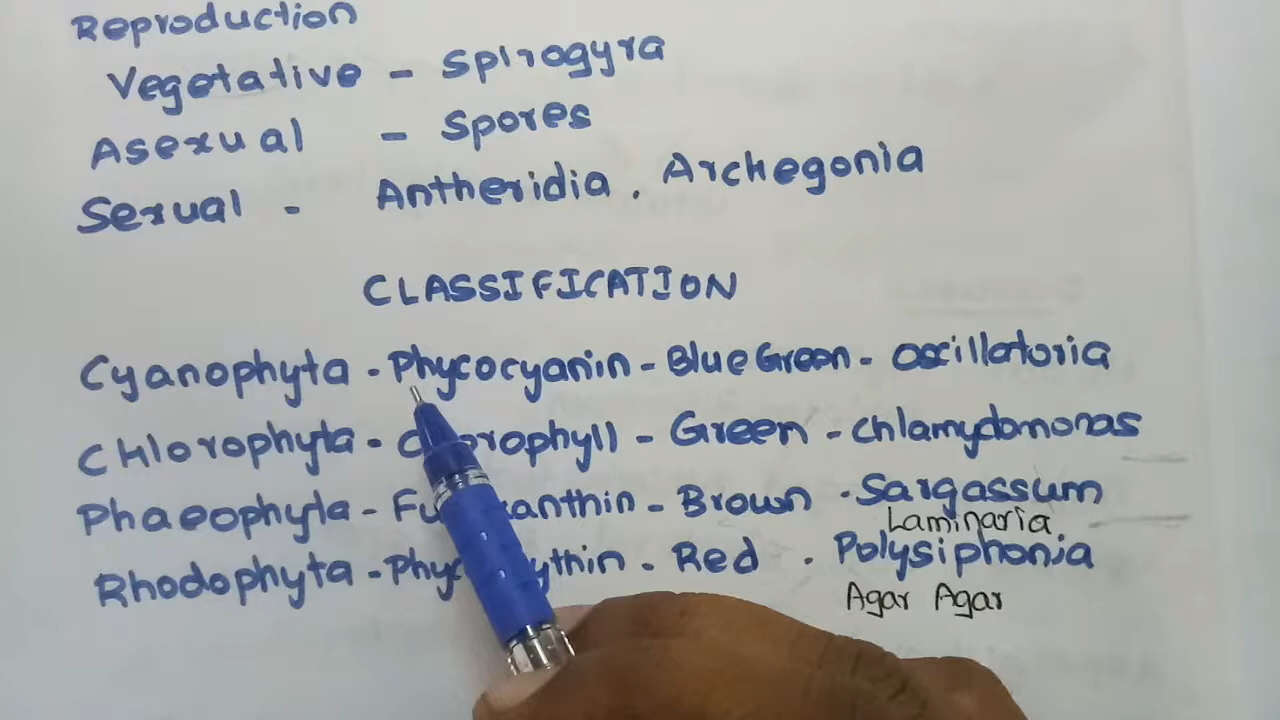 Reproduction
Vegetative - Spirogyra
Asexual - Spores
Sexual - Antheridia . Archegonia
CLASSIFICATION
Cyanophyta - Phycocyanin - Blue Green - oscillatoria
Chlorophyta - - Green - Chlamydomonas
Phaeophyta - - Brown . Sargassum
Laminaria
Rhodophyta - - Red . Polysiphonia
Agar Agar